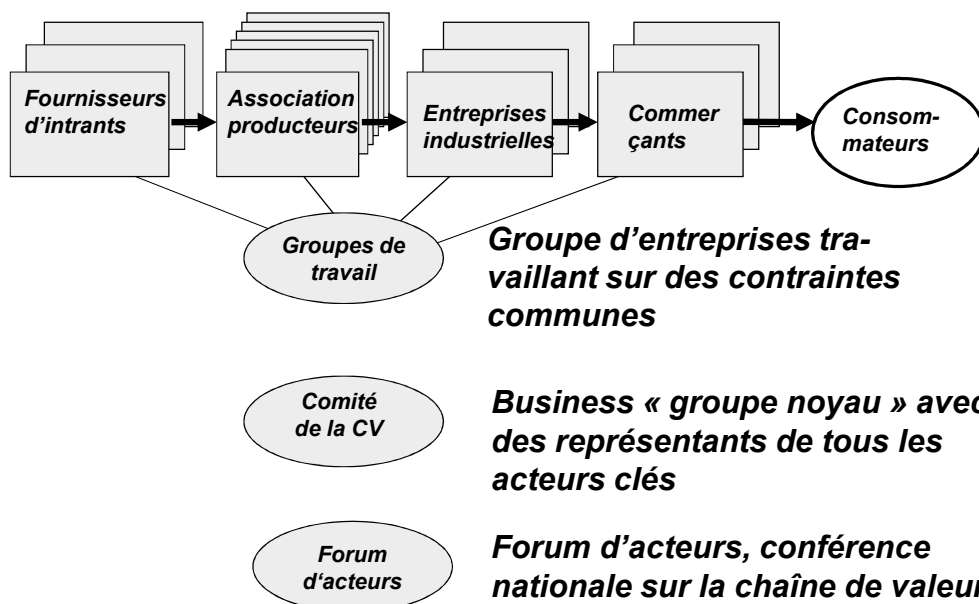 Fournisseurs
d’intrants
Association
producteurs
Entreprises
industrielles
Commer
çants
Consom-
mateurs
Groupes de
travail
Groupe d’entreprises tra-
vaillant sur des contraintes
communes
Comité
de la CV
Business « groupe noyau » avec
des représentants de tous les
acteurs clés
Forum
d‘acteurs
Forum d’acteurs, conférence
nationale sur la chaîne de valeur